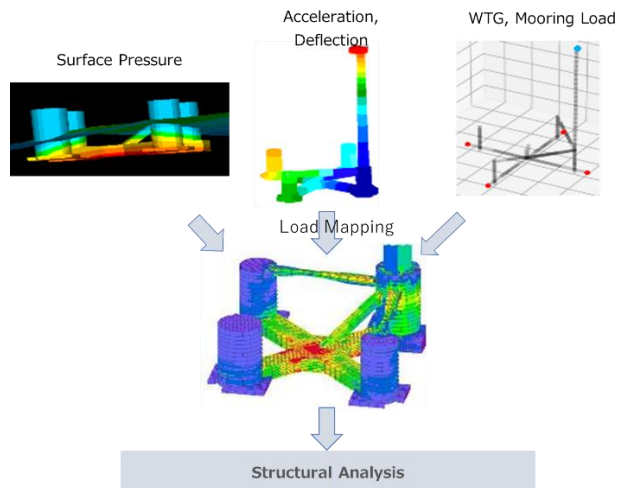 Surface Pressure
Acceleration,
Deflection
WTG, Mooring Load
Load Mapping
Structural Analysis